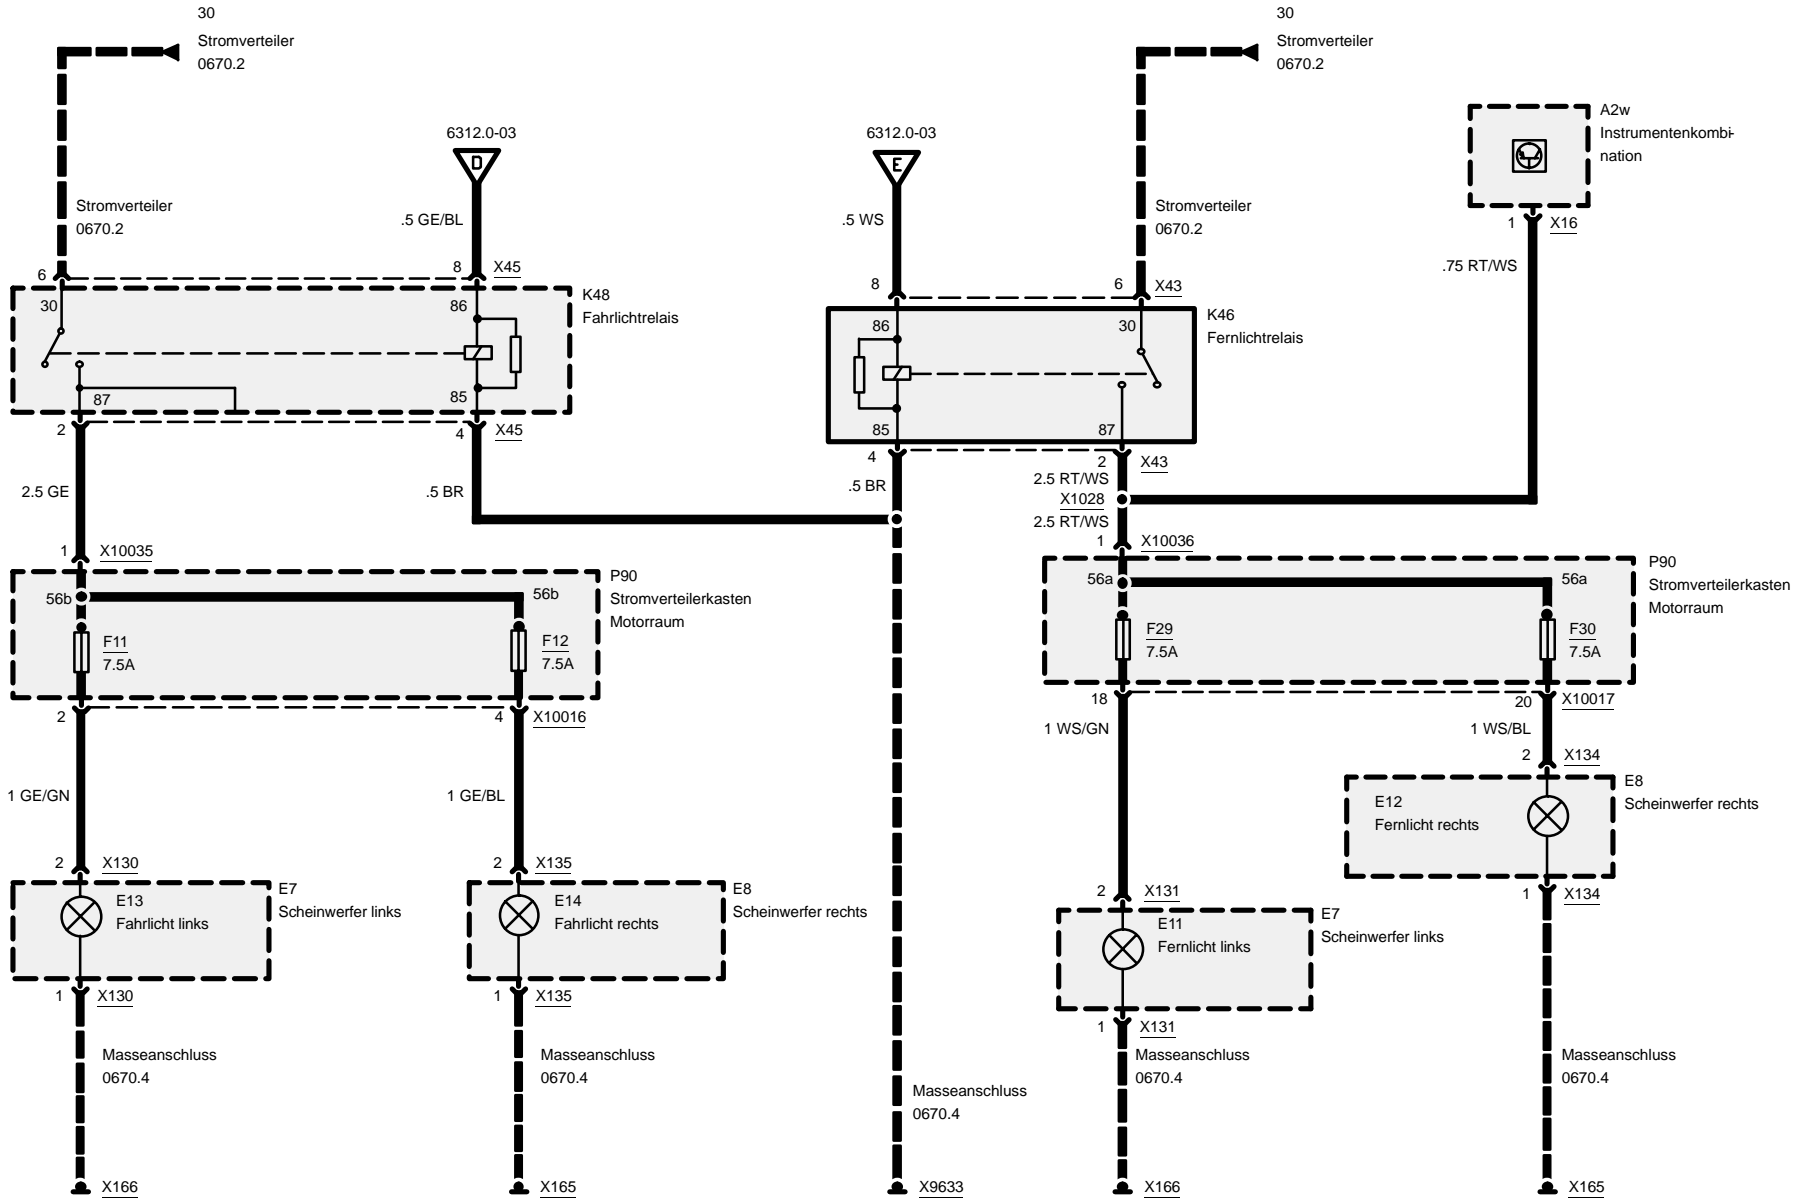 30
Stromverteiler
0670.2
30
Stromverteiler
0670.2
A2w
Instrumentenkombi-
nation
6312.0-03
D
6312.0-03
E
Stromverteiler
0670.2
.5 GE/BL
.5 WS
Stromverteiler
0670.2
1 X16
.75 RT/WS
6
8 X45
8
6 X43
30
86
K48
Fahrlichtrelais
86
30
K46
Fernlichtrelais
87
85
85
87
2
4 X45
4
2 X43
2.5 GE
.5 BR
.5 BR
2.5 RT/WS
X1028
2.5 RT/WS
1 X10035
1 X10036
56b
56b
P90
Stromverteilerkasten
Motorraum
56a
56a
P90
Stromverteilerkasten
Motorraum
F11
7.5A
F12
7.5A
F29
7.5A
F30
7.5A
2
4 X10016
18
20 X10017
1 WS/GN
1 WS/BL
2 X134
1 GE/GN
1 GE/BL
E12
Fernlicht rechts
E8
Scheinwerfer rechts
2 X130
2 X135
2 X131
1 X134
E13
Fahrlicht links
E7
Scheinwerfer links
E14
Fahrlicht rechts
E8
Scheinwerfer rechts
E11
Fernlicht links
E7
Scheinwerfer links
1 X130
1 X135
1 X131
Masseanschluss
0670.4
Masseanschluss
0670.4
Masseanschluss
0670.4
Masseanschluss
0670.4
Masseanschluss
0670.4
X166
X165
X9633
X166
X165